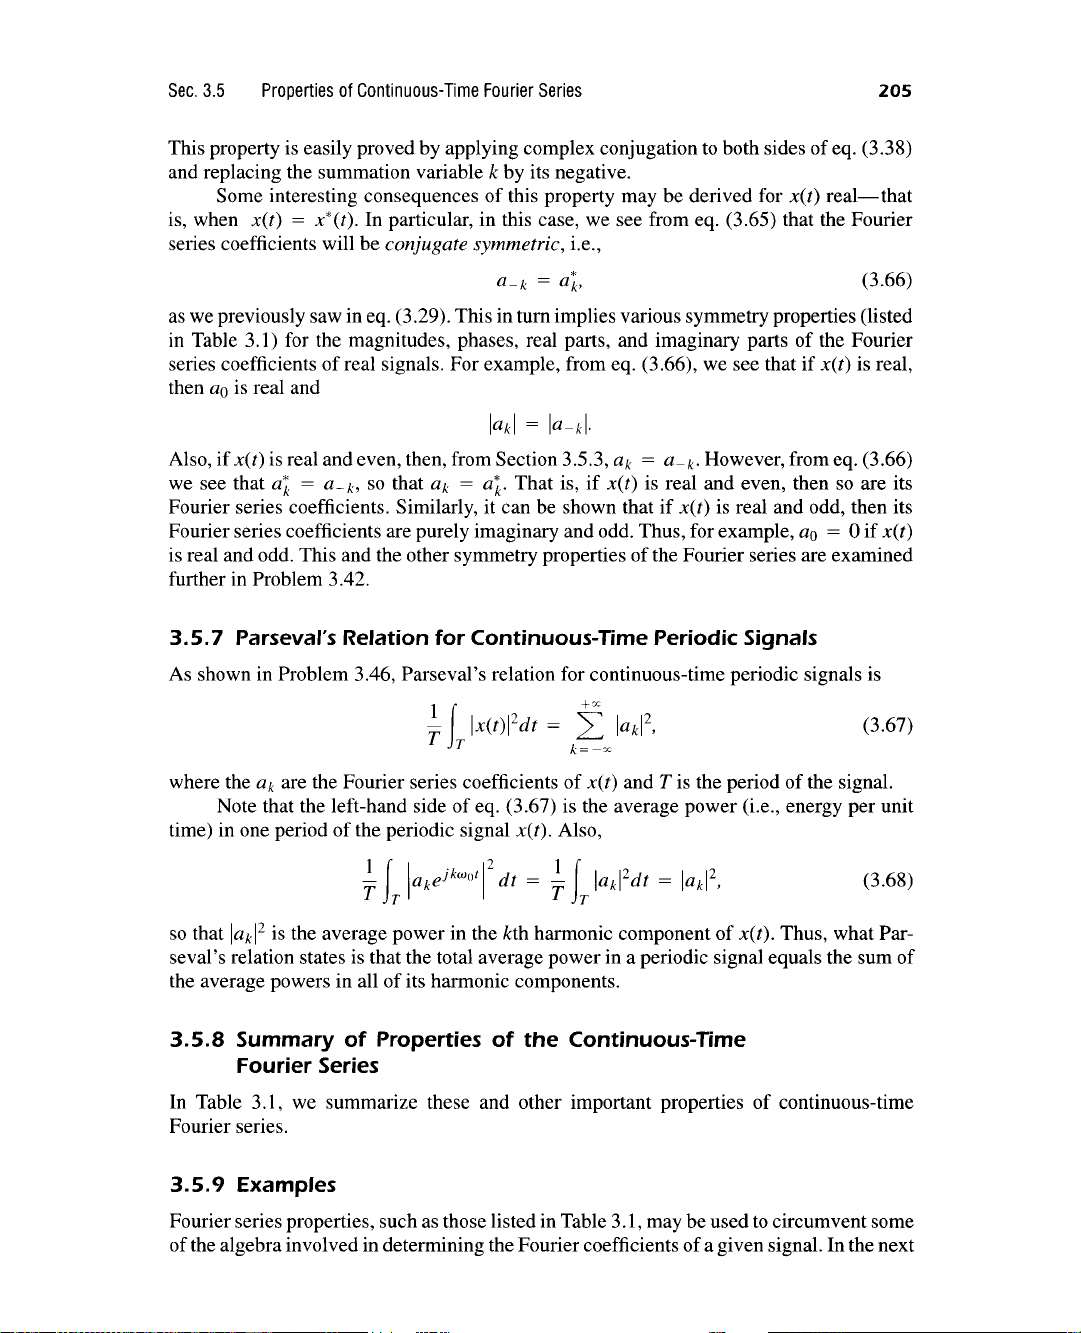 Sec. 3.5 Properties of Continuous-Time Fourier Series 205
This property is easily proved by applying complex conjugation to both sides of eq. (3.38)
and replacing the summation variable k by its negative.
Some interesting consequences of this property may be derived for x(t) real—that
is, when x(t) = x*(t). In particular, in this case, we see from eq. (3.65) that the Fourier
series coefficients will be conjugate symmetric, i.e.,
a_{-k} = a_k^*, (3.66)
as we previously saw in eq. (3.29). This in turn implies various symmetry properties (listed
in Table 3.1) for the magnitudes, phases, real parts, and imaginary parts of the Fourier
series coefficients of real signals. For example, from eq. (3.66), we see that if x(t) is real,
then a_0 is real and
|a_k| = |a_{-k}|.
Also, if x(t) is real and even, then, from Section 3.5.3, a_k = a_{-k}. However, from eq. (3.66)
we see that a_k^* = a_{-k}, so that a_k = a_k^*. That is, if x(t) is real and even, then so are its
Fourier series coefficients. Similarly, it can be shown that if x(t) is real and odd, then its
Fourier series coefficients are purely imaginary and odd. Thus, for example, a_0 = 0 if x(t)
is real and odd. This and the other symmetry properties of the Fourier series are examined
further in Problem 3.42.
3.5.7 Parseval's Relation for Continuous-Time Periodic Signals
As shown in Problem 3.46, Parseval's relation for continuous-time periodic signals is
\frac{1}{T} \int_T |x(t)|^2 dt = \sum_{k=-∞}^{+∞} |a_k|^2, (3.67)
where the a_k are the Fourier series coefficients of x(t) and T is the period of the signal.
Note that the left-hand side of eq. (3.67) is the average power (i.e., energy per unit
time) in one period of the periodic signal x(t). Also,
\frac{1}{T} \int_T |a_k e^{jkω_0t}|^2 dt = \frac{1}{T} \int_T |a_k|^2 dt = |a_k|^2, (3.68)
so that |a_k|^2 is the average power in the kth harmonic component of x(t). Thus, what Par-
seval's relation states is that the total average power in a periodic signal equals the sum of
the average powers in all of its harmonic components.
3.5.8 Summary of Properties of the Continuous-Time
Fourier Series
In Table 3.1, we summarize these and other important properties of continuous-time
Fourier series.
3.5.9 Examples
Fourier series properties, such as those listed in Table 3.1, may be used to circumvent some
of the algebra involved in determining the Fourier coefficients of a given signal. In the next